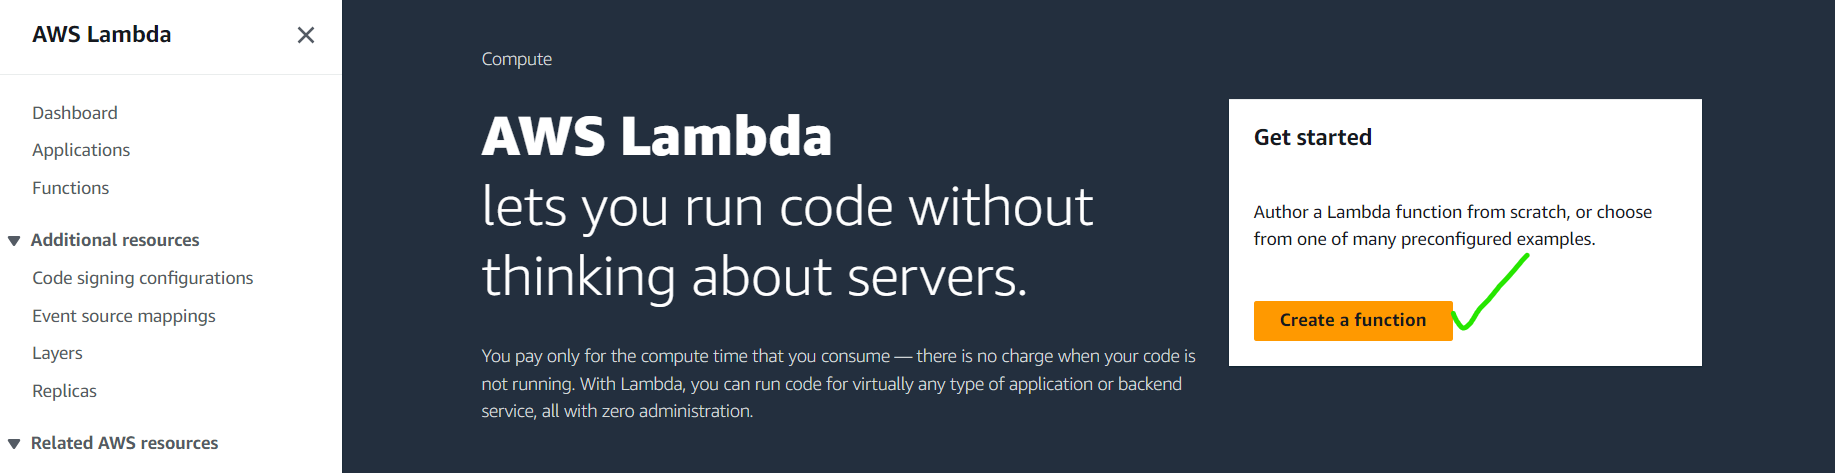 AWS Lambda
Dashboard
Applications
Functions
Additional resources
Code signing configurations
Event source mappings
Layers
Replicas
Related AWS resources
Compute
AWS Lambda
lets you run code without
thinking about servers.
You pay only for the compute time that you consume — there is no charge when your code is
not running. With Lambda, you can run code for virtually any type of application or backend
service, all with zero administration.
Get started
Author a Lambda function from scratch, or choose
from one of many preconfigured examples.
Create a function